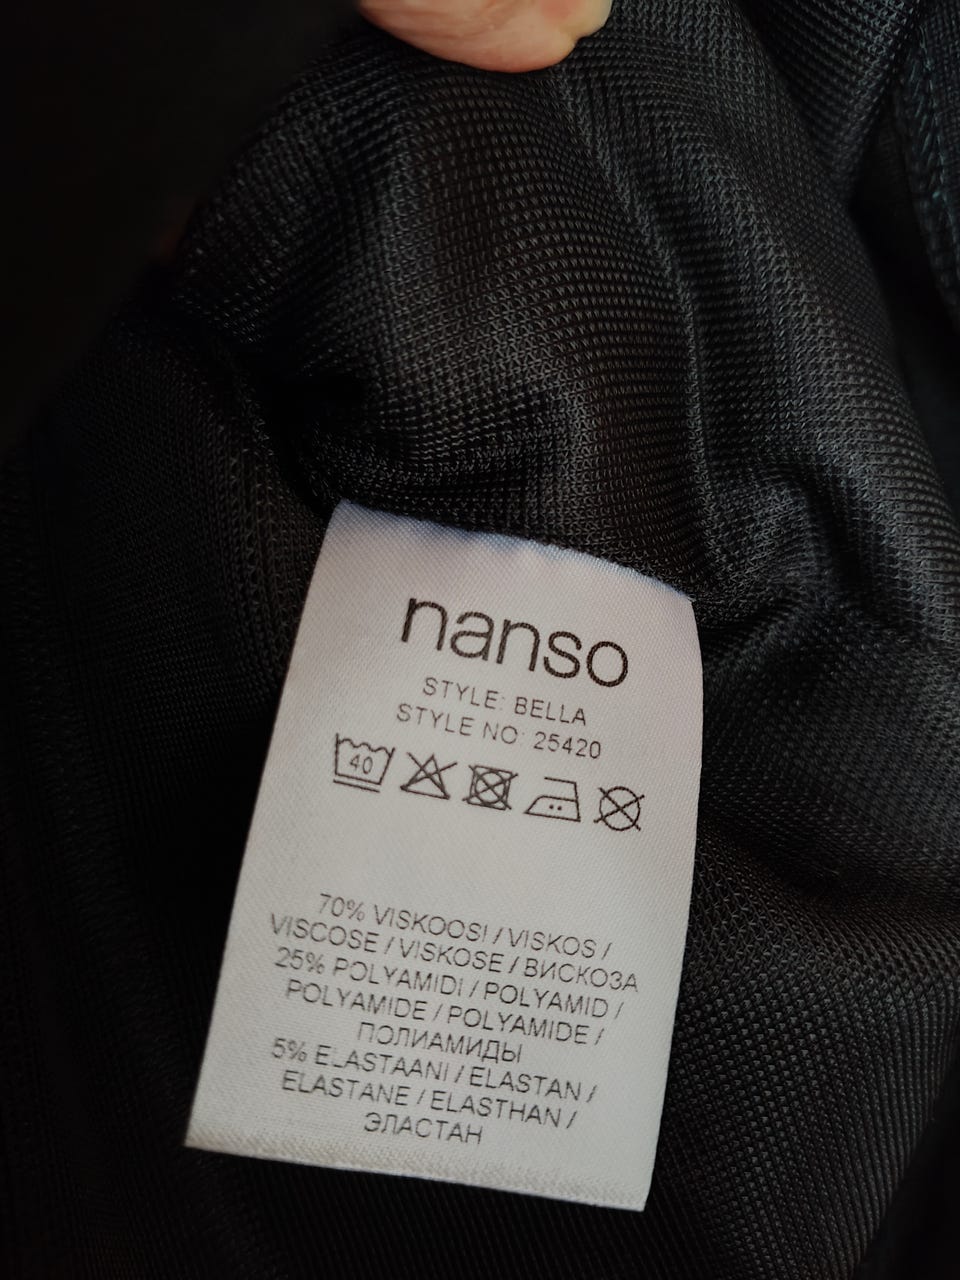 nanso
STYLE: BELLA
STYLE NO: 25420
40
70% VISKOOSI / VISKOS /
VISCOSE / VISKOSE / ВИСКОЗА
25% POLYAMIDI / POLYAMID /
POLYAMIDE / POLYAMIDE /
ПОЛИАМИДЫ
5% ELASTAANI / ELASTAN /
ELASTANE / ELASTHAN /
ЭЛАСТАН